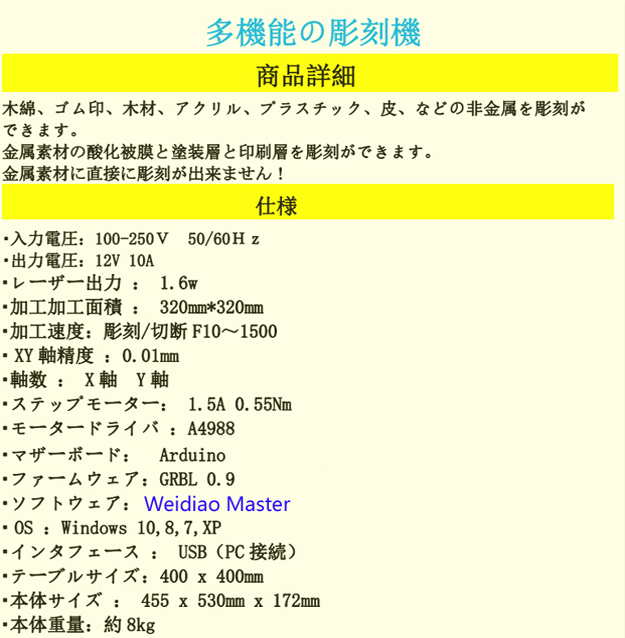 多機能の彫刻機
商品詳細
木綿、ゴム印、木材、アクリル、プラスチック、皮、などの非金属を彫刻が
できます。
金属素材の酸化被膜と塗装層と印刷層を彫刻ができます。
金属素材に直接に彫刻が出来ません！
仕様
・入力電圧：100-250Ｖ　50/60Ｈｚ
・出力電圧：12V 10A
・レーザー出力 ： 1.6w
・加工加工面積 ： 320mm*320mm
・加工速度：彫刻/切断 F10～1500
・XY 軸精度 ：0.01mm
・軸数 ： X 軸　Y 軸
・ステップモーター： 1.5A 0.55Nm
・モータードライバ ：A4988
・マザーボード：　Arduino
・ファームウェア：GRBL 0.9
・ソフトウェア： Weidiao Master
・OS ：Windows 10,8,7,XP
・インタフェース ： USB（PC 接続）
・テーブルサイズ：400 x 400mm
・本体サイズ ： 455 x 530mm x 172mm
・本体重量：約 8kg